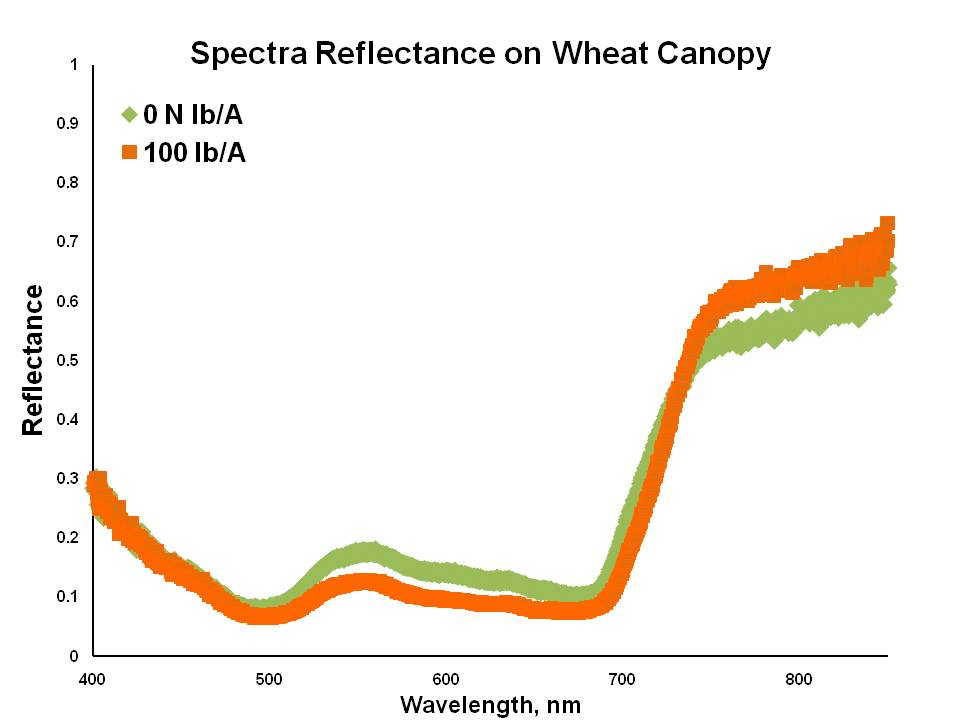 Spectra Reflectance on Wheat Canopy
1
0.9
0.8
0.7
0.6
0.5
0.4
0.3
0.2
0.1
0
0 N lb/A
100 lb/A
Reflectance
400 500 600 700 800
Wavelength, nm